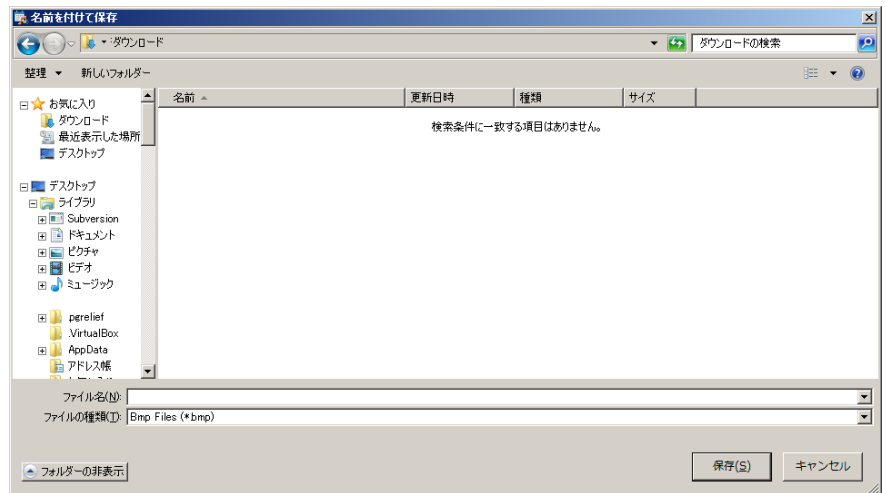 名前を付けて保存
ダウンロード
ダウンロードの検索
整理 新しいフォルダー
名前 更新日時 種類 サイズ
検索条件に一致する項目はありません。
お気に入り
ダウンロード
最近表示した場所
デスクトップ
デスクトップ
ライブラリ
Subversion
ドキュメント
ピクチャ
ビデオ
ミュージック
pgrelief
.VirtualBox
AppData
アドレス帳
ファイル名(N):
ファイルの種類(T): Bmp Files (*.bmp)
フォルダーの非表示
保存(S) キャンセル